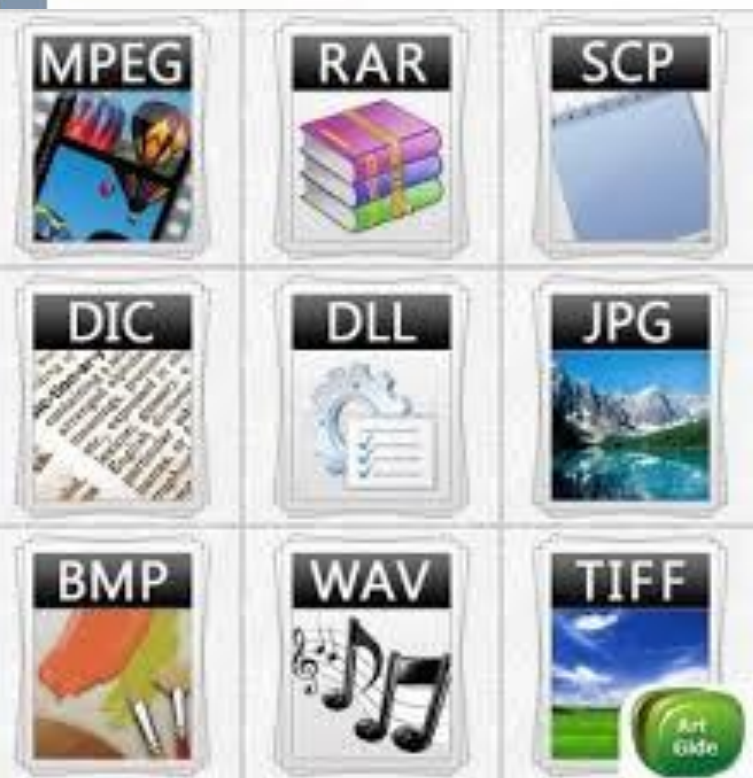 MPEG
RAR
SCP
DIC
DLL
JPG
BMP
WAV
TIFF
Art
Gide